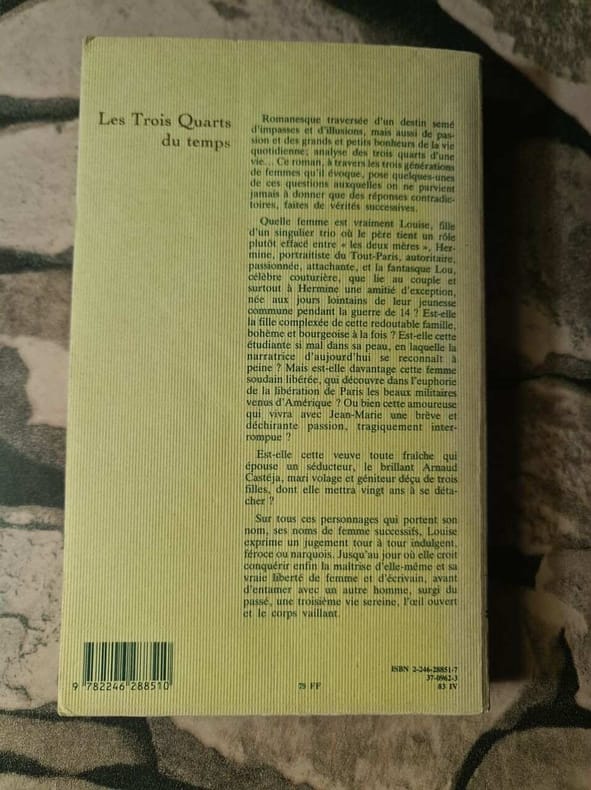 Les Trois Quarts
du temps
Romanesque traversée d'un destin semé
d'impasses et d'illusions, mais aussi de pas-
sion et des grands et petits bonheurs de la vie
quotidienne; analyse des trois quarts d'une
vie... Ce roman, à travers les trois générations
de femmes qu'il évoque, pose quelques-unes
de ces questions auxquelles on ne parvient
jamais à donner que des réponses contradic-
toires, faites de vérités successives.
Quelle femme est vraiment Louise, fille
d'un singulier trio où le père tient un rôle
plutôt effacé entre « les deux mères », Her-
mine, portraitiste du Tout-Paris, autoritaire,
passionnée, attachante, et la fantasque Lou,
célèbre couturière, que lie au couple et
surtout à Hermine une amitié d'exception,
née aux jours lointains de leur jeunesse
commune pendant la guerre de 14 ? Est-elle
la fille complexée de cette redoutable famille,
bohème et bourgeoise à la fois ? Est-elle cette
étudiante si mal dans sa peau, en laquelle la
narratrice d'aujourd'hui se reconnaît à
peine ? Mais est-elle davantage cette femme
soudain libérée, qui découvre dans l'euphorie
de la libération de Paris les beaux militaires
venus d'Amérique ? Ou bien cette amoureuse
qui vivra avec Jean-Marie une brève et
déchirante passion, tragiquement inter-
rompue ?
Est-elle cette veuve toute fraîche qui
épouse un séducteur, le brillant Arnaud
Castéja, mari volage et géniteur déçu de trois
filles, dont elle mettra vingt ans à se déta-
cher ?
Sur tous ces personnages qui portent son
nom, ses noms de femme successifs, Louise
exprime un jugement tour à tour indulgent,
féroce ou narquois. Jusqu'au jour où elle croit
conquérir enfin la maîtrise d'elle-même et sa
vraie liberté de femme et d'écrivain, avant
d'entamer avec un autre homme, surgi du
passé, une troisième vie sereine, l'œil ouvert
et le corps vaillant.
ISBN 2-246-28851-7
37-0962-3
83 IV
79 FF
9 782246 288510